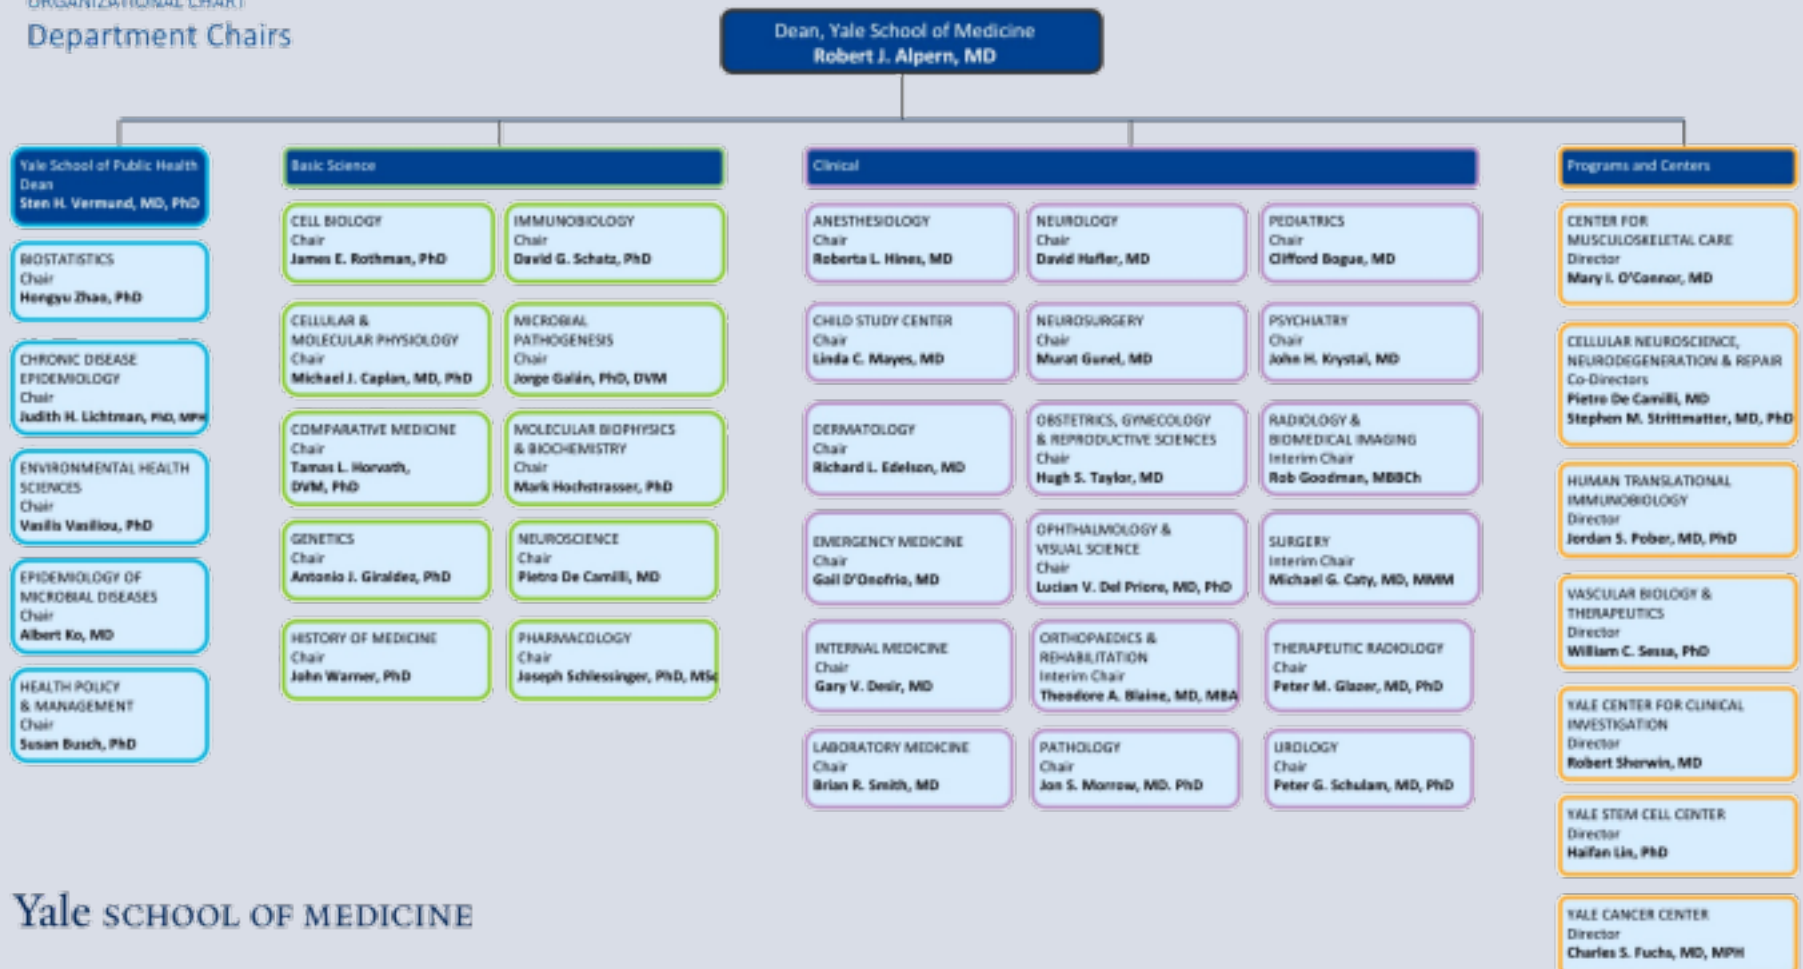 ORGANIZATIONAL CHART
Department Chairs
Dean, Yale School of Medicine
Robert J. Alpern, MD
Yale School of Public Health
Dean
Sten H. Vermund, MD, PhD
BIOSTATISTICS
Chair
Hongyu Zhao, PhD
CHRONIC DISEASE
EPIDEMIOLOGY
Chair
Judith H. Lichtman, PhD, MPH
ENVIRONMENTAL HEALTH
SCIENCES
Chair
Vasilis Vasiliou, PhD
EPIDEMIOLOGY OF
MICROBIAL DISEASES
Chair
Albert Ko, MD
HEALTH POLICY
& MANAGEMENT
Chair
Susan Busch, PhD
Basic Science
CELL BIOLOGY
Chair
James E. Rothman, PhD
IMMUNOBIOLOGY
Chair
David G. Schatz, PhD
CELLULAR &
MOLECULAR PHYSIOLOGY
Chair
Michael J. Caplan, MD, PhD
MICROBIAL
PATHOGENESIS
Chair
Jorge Galán, PhD, DVM
COMPARATIVE MEDICINE
Chair
Tamas L. Horvath,
DVM, PhD
MOLECULAR BIOPHYSICS
& BIOCHEMISTRY
Chair
Mark Hochstrasser, PhD
GENETICS
Chair
Antonio J. Giraldez, PhD
NEUROSCIENCE
Chair
Pietro De Camilli, MD
HISTORY OF MEDICINE
Chair
John Warner, PhD
PHARMACOLOGY
Chair
Joseph Schlessinger, PhD, MSc
Clinical
ANESTHESIOLOGY
Chair
Roberta L. Hines, MD
NEUROLOGY
Chair
David Hafler, MD
PEDIATRICS
Chair
Clifford Bogue, MD
CHILD STUDY CENTER
Chair
Linda C. Mayes, MD
NEUROSURGERY
Chair
Murat Gunel, MD
PSYCHIATRY
Chair
John H. Krystal, MD
DERMATOLOGY
Chair
Richard L. Edelson, MD
OBSTETRICS, GYNECOLOGY
& REPRODUCTIVE SCIENCES
Chair
Hugh S. Taylor, MD
RADIOLOGY &
BIOMEDICAL IMAGING
Interim Chair
Rob Goodman, MBBCh
EMERGENCY MEDICINE
Chair
Gail D'Onofrio, MD
OPHTHALMOLOGY &
VISUAL SCIENCE
Chair
Lucian V. Del Priore, MD, PhD
SURGERY
Interim Chair
Michael G. Caty, MD, MMM
INTERNAL MEDICINE
Chair
Gary V. Desir, MD
ORTHOPAEDICS &
REHABILITATION
Interim Chair
Theodore A. Blaine, MD, MBA
THERAPEUTIC RADIOLOGY
Chair
Peter M. Glazer, MD, PhD
LABORATORY MEDICINE
Chair
Brian R. Smith, MD
PATHOLOGY
Chair
Jon S. Morrow, MD. PhD
UROLOGY
Chair
Peter G. Schulam, MD, PhD
Programs and Centers
CENTER FOR
MUSCULOSKELETAL CARE
Director
Mary I. O'Connor, MD
CELLULAR NEUROSCIENCE,
NEURODEGENERATION & REPAIR
Co-Directors
Pietro De Camilli, MD
Stephen M. Strittmatter, MD, PhD
HUMAN TRANSLATIONAL
IMMUNOBIOLOGY
Director
Jordan S. Pober, MD, PhD
VASCULAR BIOLOGY &
THERAPEUTICS
Director
William C. Sessa, PhD
YALE CENTER FOR CLINICAL
INVESTIGATION
Director
Robert Sherwin, MD
YALE STEM CELL CENTER
Director
Haifan Lin, PhD
YALE CANCER CENTER
Director
Charles S. Fuchs, MD, MPH
Yale SCHOOL OF MEDICINE